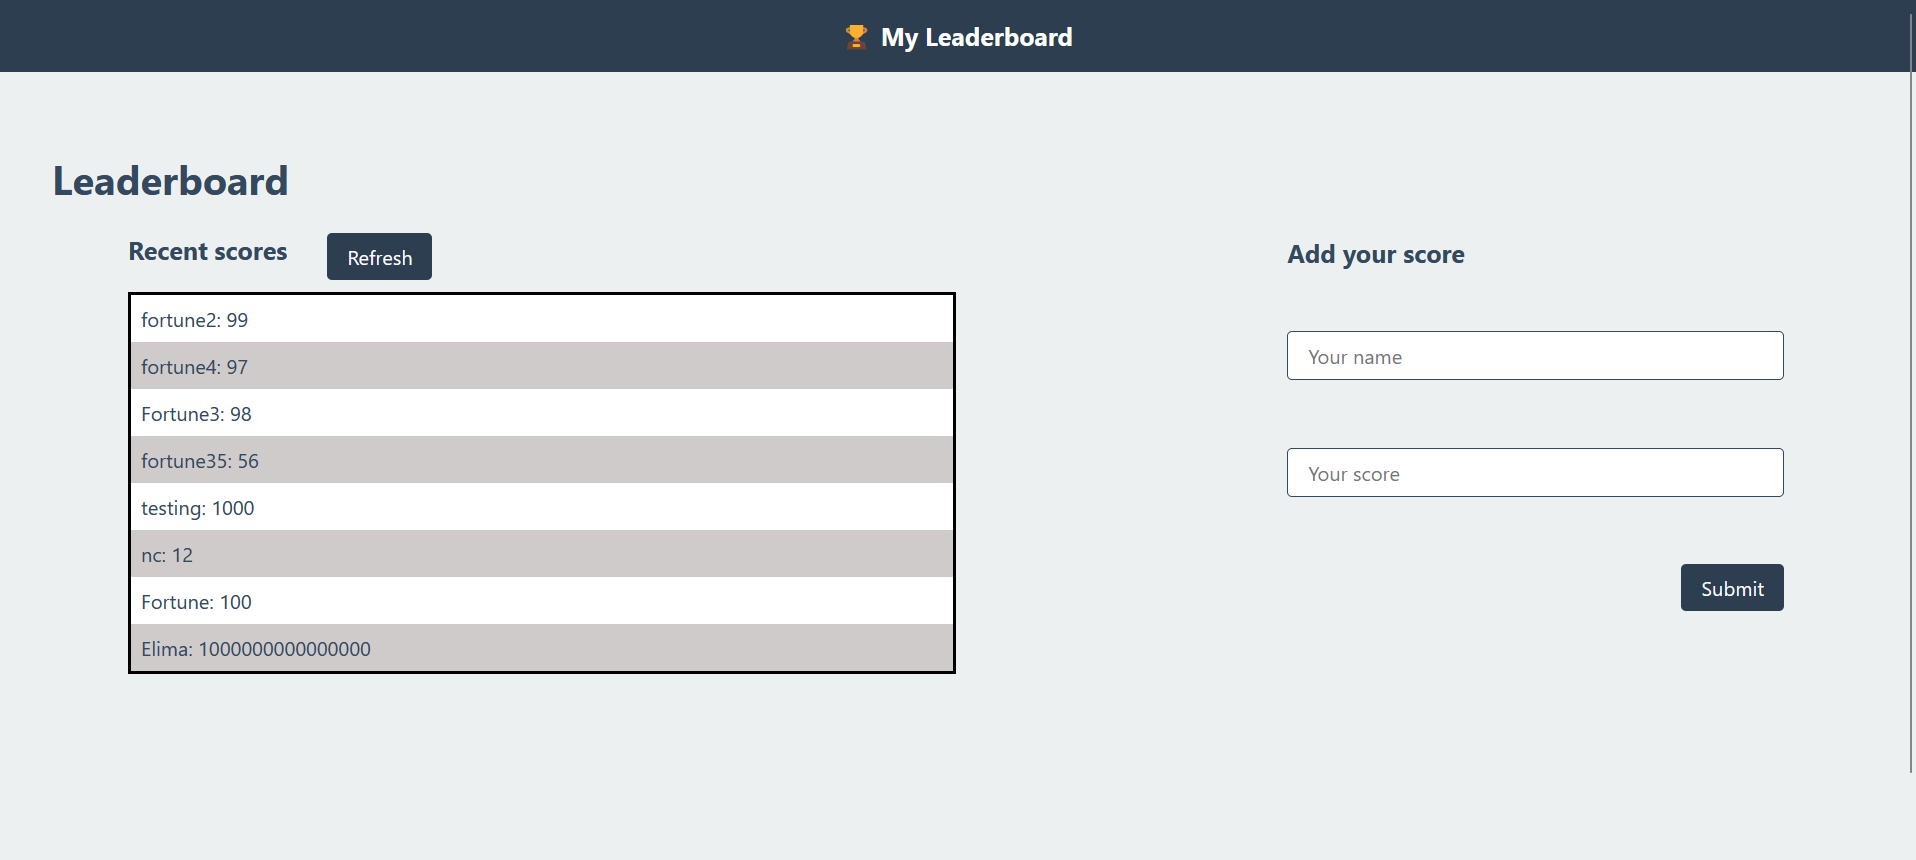 🏆 My Leaderboard
Leaderboard
Recent scores
Refresh
fortune2: 99
fortune4: 97
Fortune3: 98
fortune35: 56
testing: 1000
nc: 12
Fortune: 100
Elima: 1000000000000000
Add your score
Your name
Your score
Submit